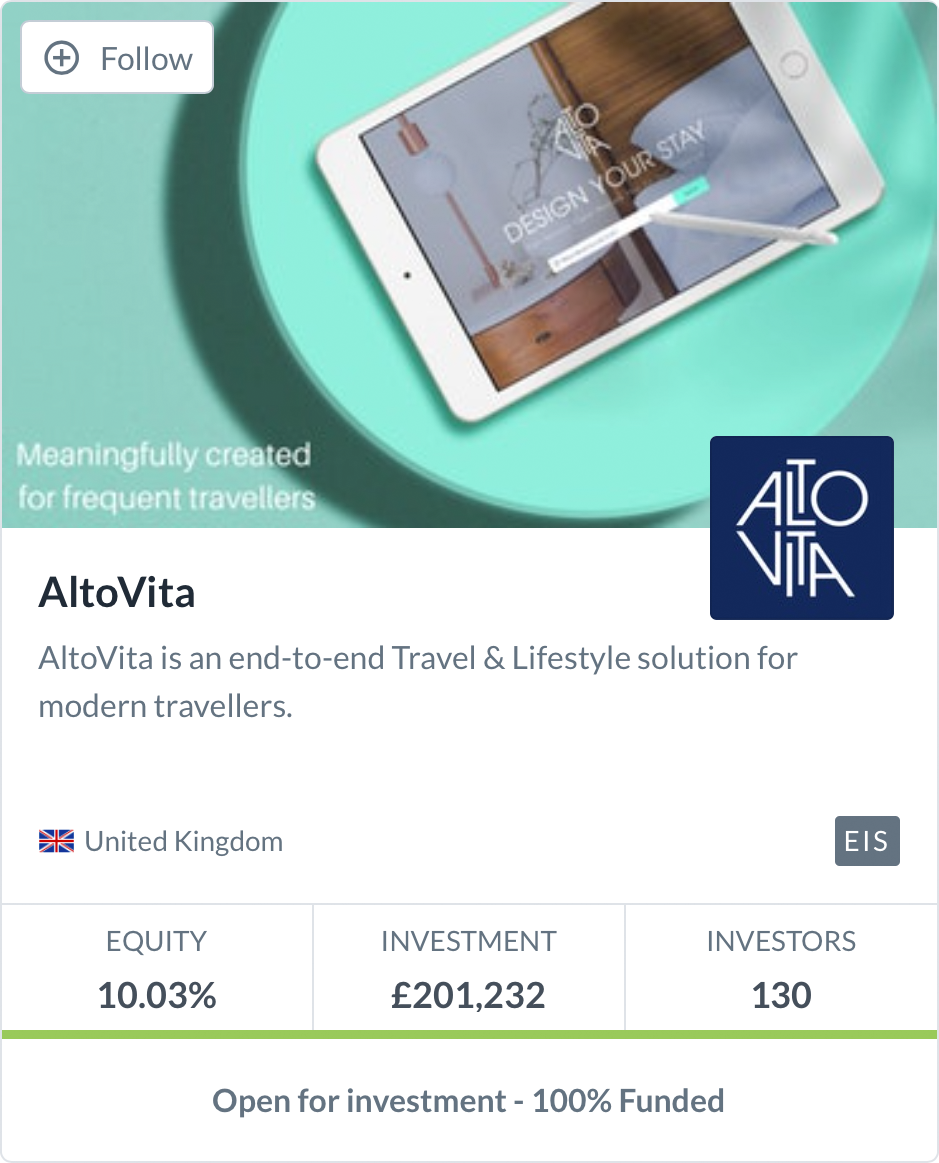 Follow
ALTO
VITA
DESIGN YOUR STAY
Meaningfully created
for frequent travellers
ALTO
VITA
AltoVita
AltoVita is an end-to-end Travel & Lifestyle solution for
modern travellers.
United Kingdom
EIS
EQUITY
INVESTMENT
INVESTORS
10.03%
£201,232
130
Open for investment - 100% Funded